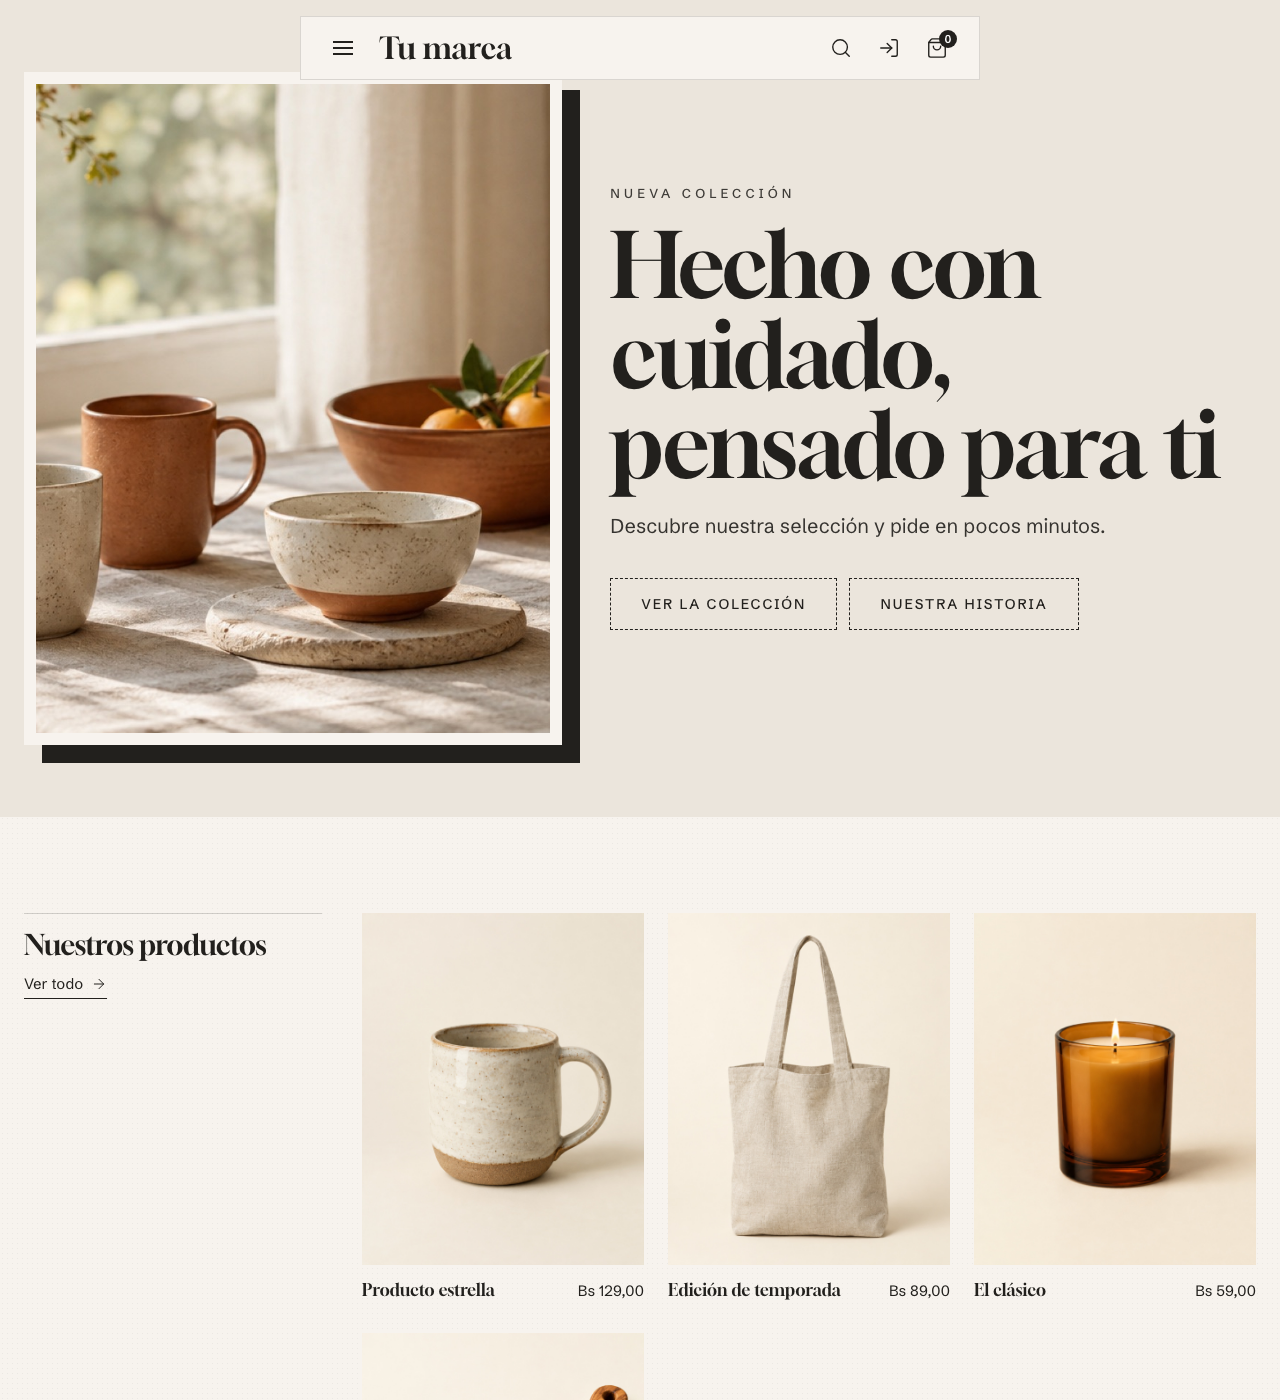 Tu marca
0
NUEVA COLECCIÓN
Hecho con
cuidado,
pensado para ti
Descubre nuestra selección y pide en pocos minutos.
VER LA COLECCIÓN
NUESTRA HISTORIA
Nuestros productos
Ver todo
Producto estrella
Bs 129,00
Edición de temporada
Bs 89,00
El clásico
Bs 59,00